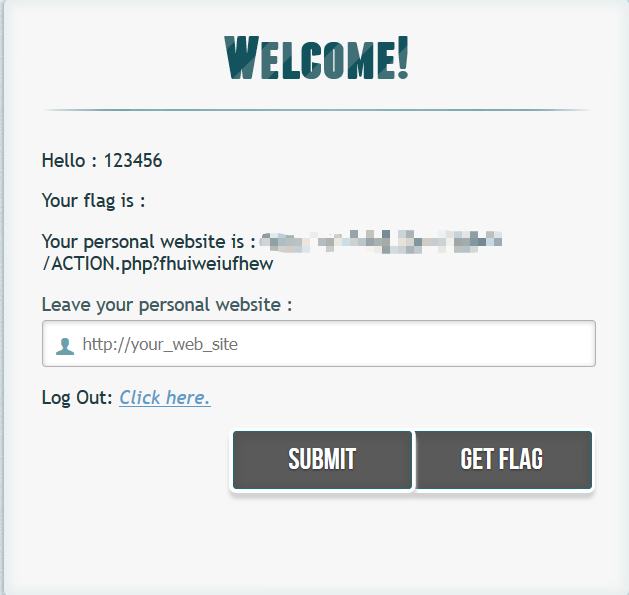 WELCOME!
Hello : 123456
Your flag is :
Your personal website is :
/ACTION.php?fhuiweiufhew
Leave your personal website :
http://your_web_site
Log Out: Click here.
SUBMIT GET FLAG